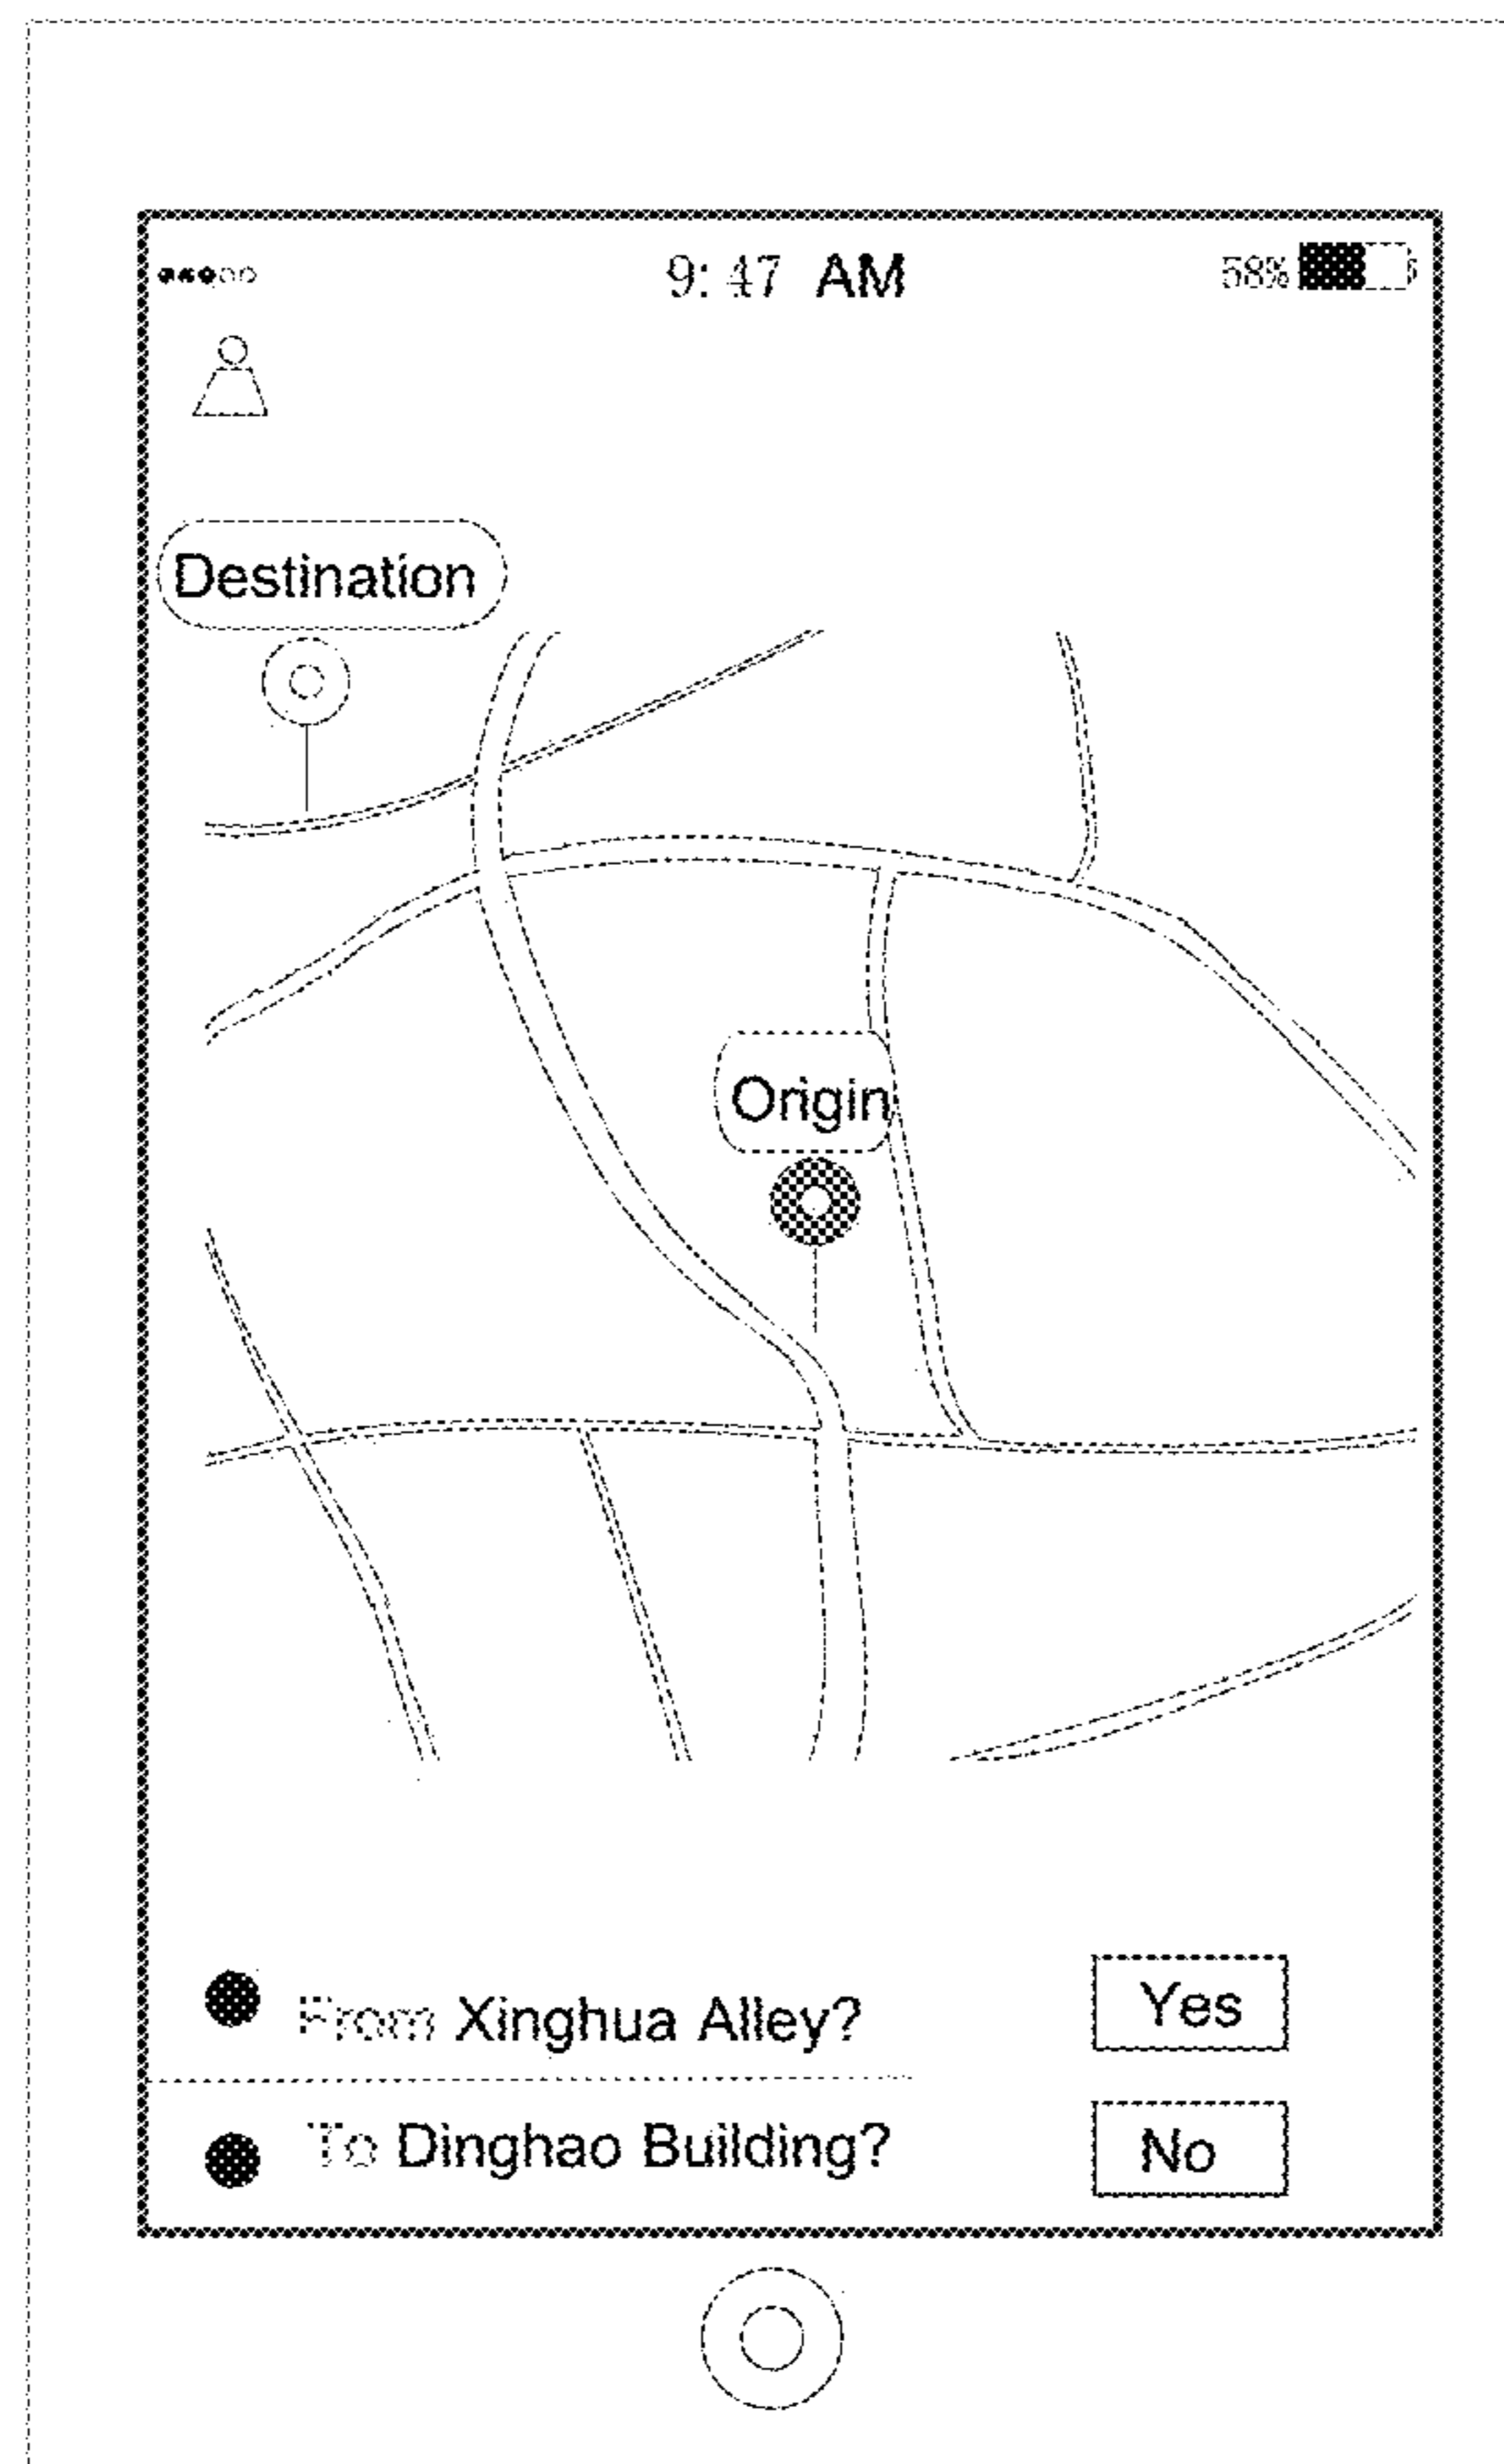 9:47 AM 58%
Destination
Origin
From Xinghua Alley? Yes
To Dinghao Building? No